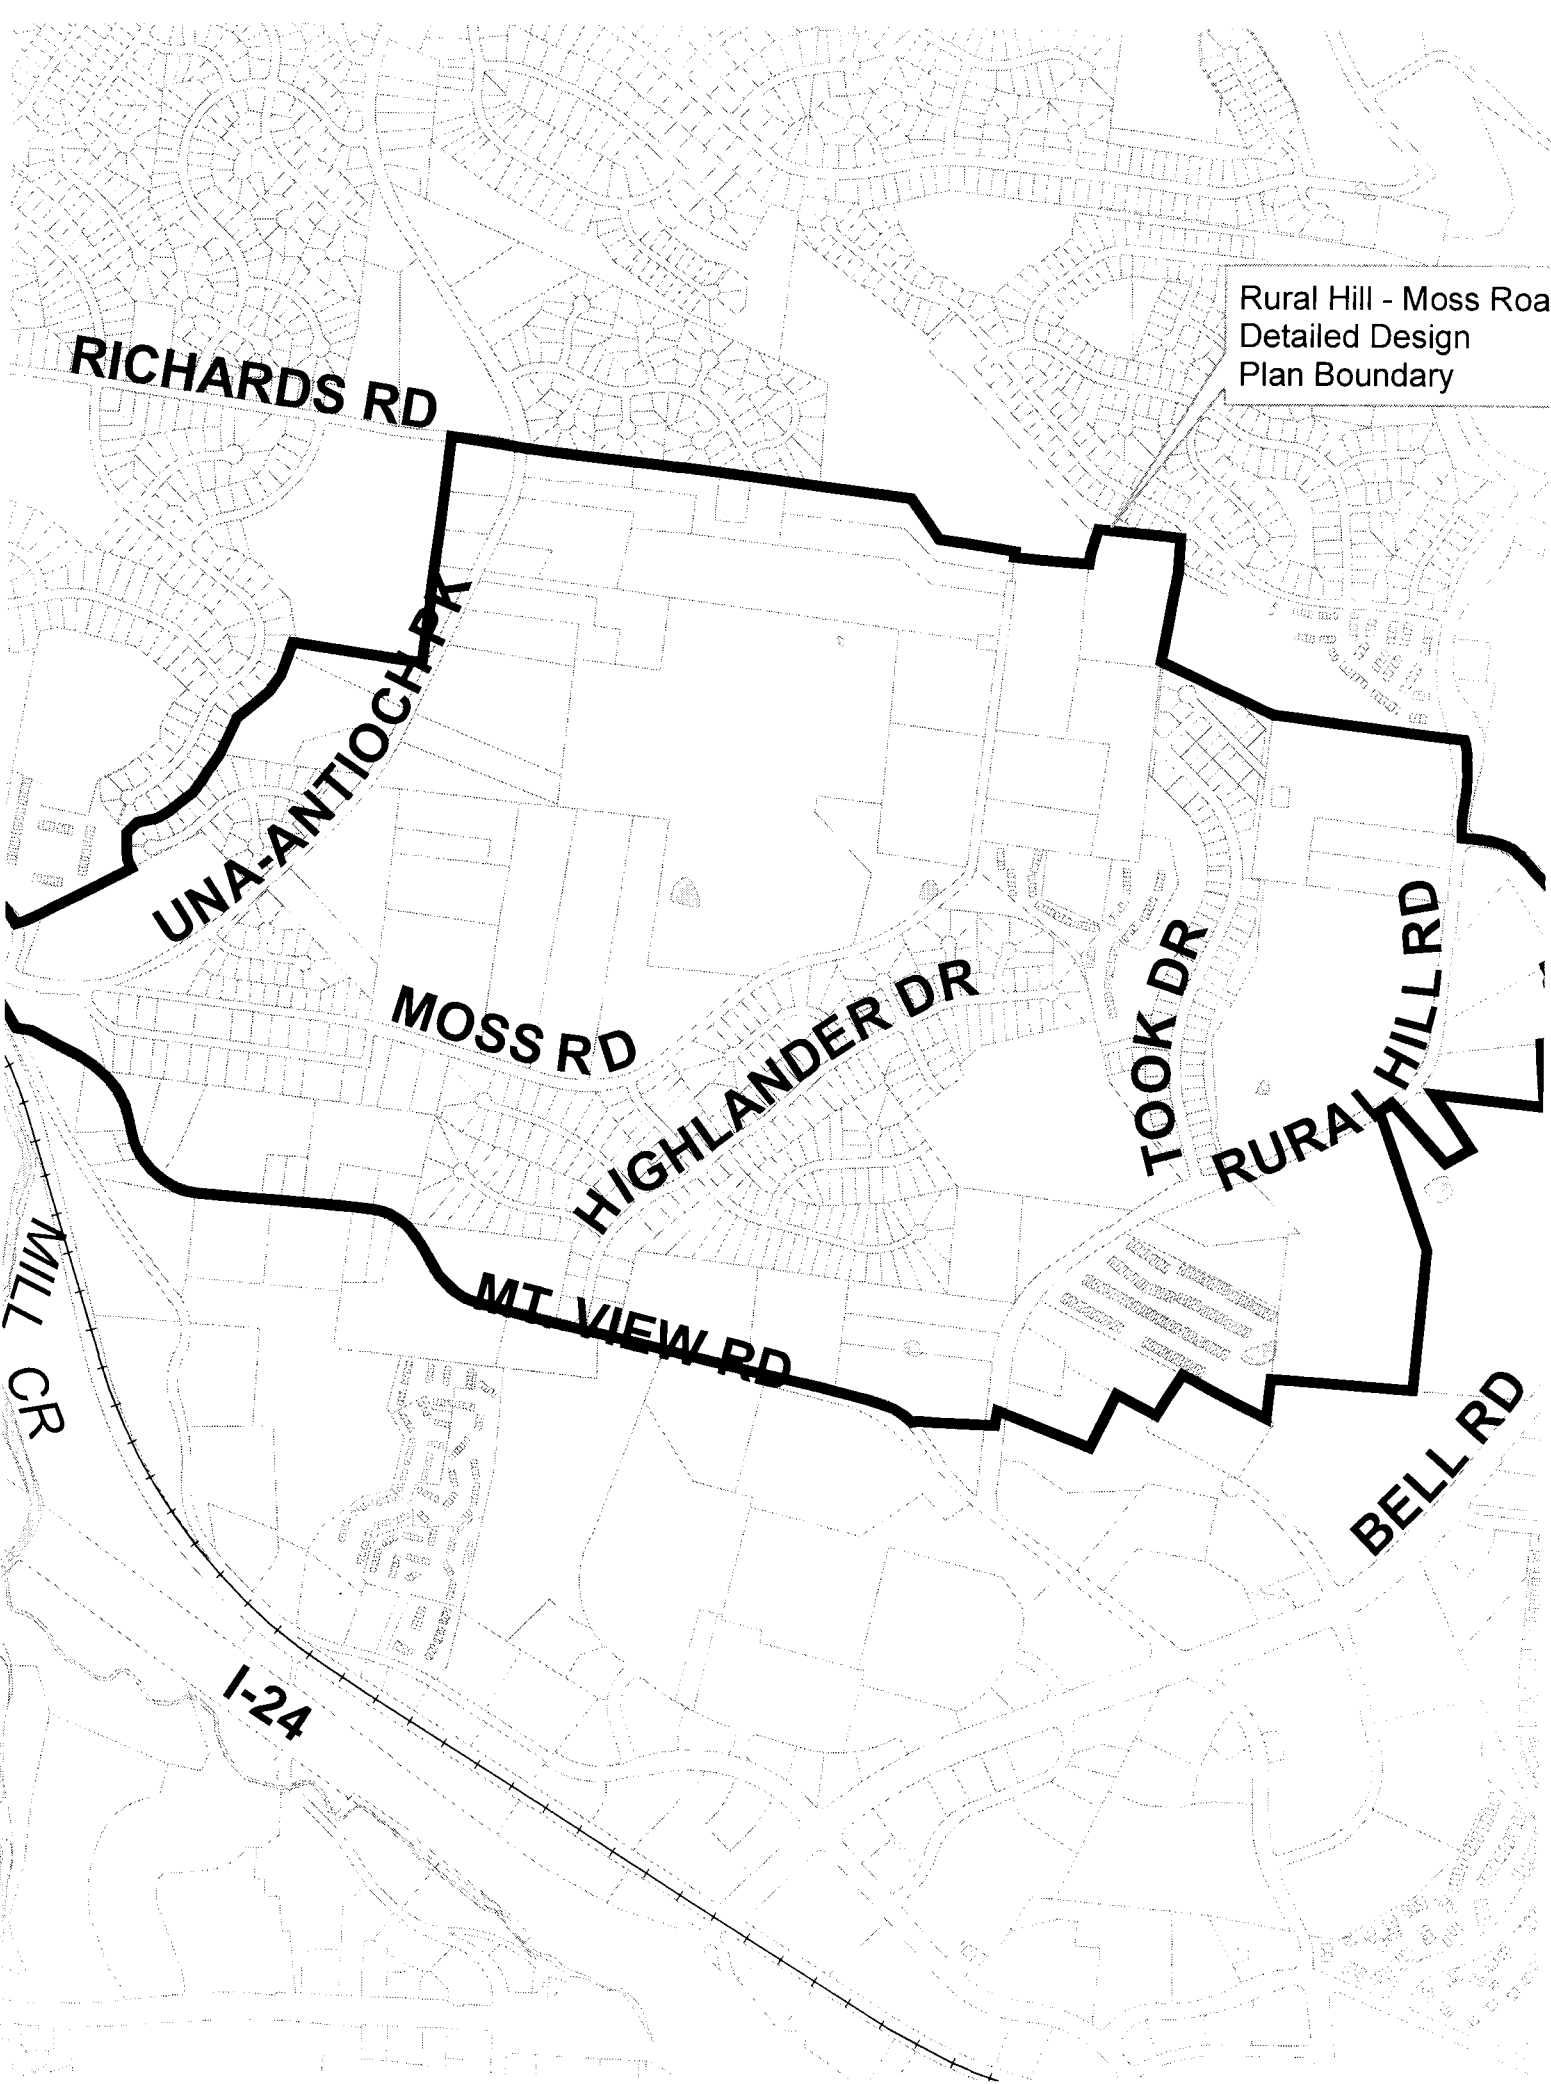 Rural Hill - Moss Roa
Detailed Design
Plan Boundary
RICHARDS RD
UNA-ANTIOCH PK
MOSS RD
HIGHLANDER DR
TOOK DR
RURAL HILL RD
MT. VIEW RD
MILL CR
BELL RD
I-24